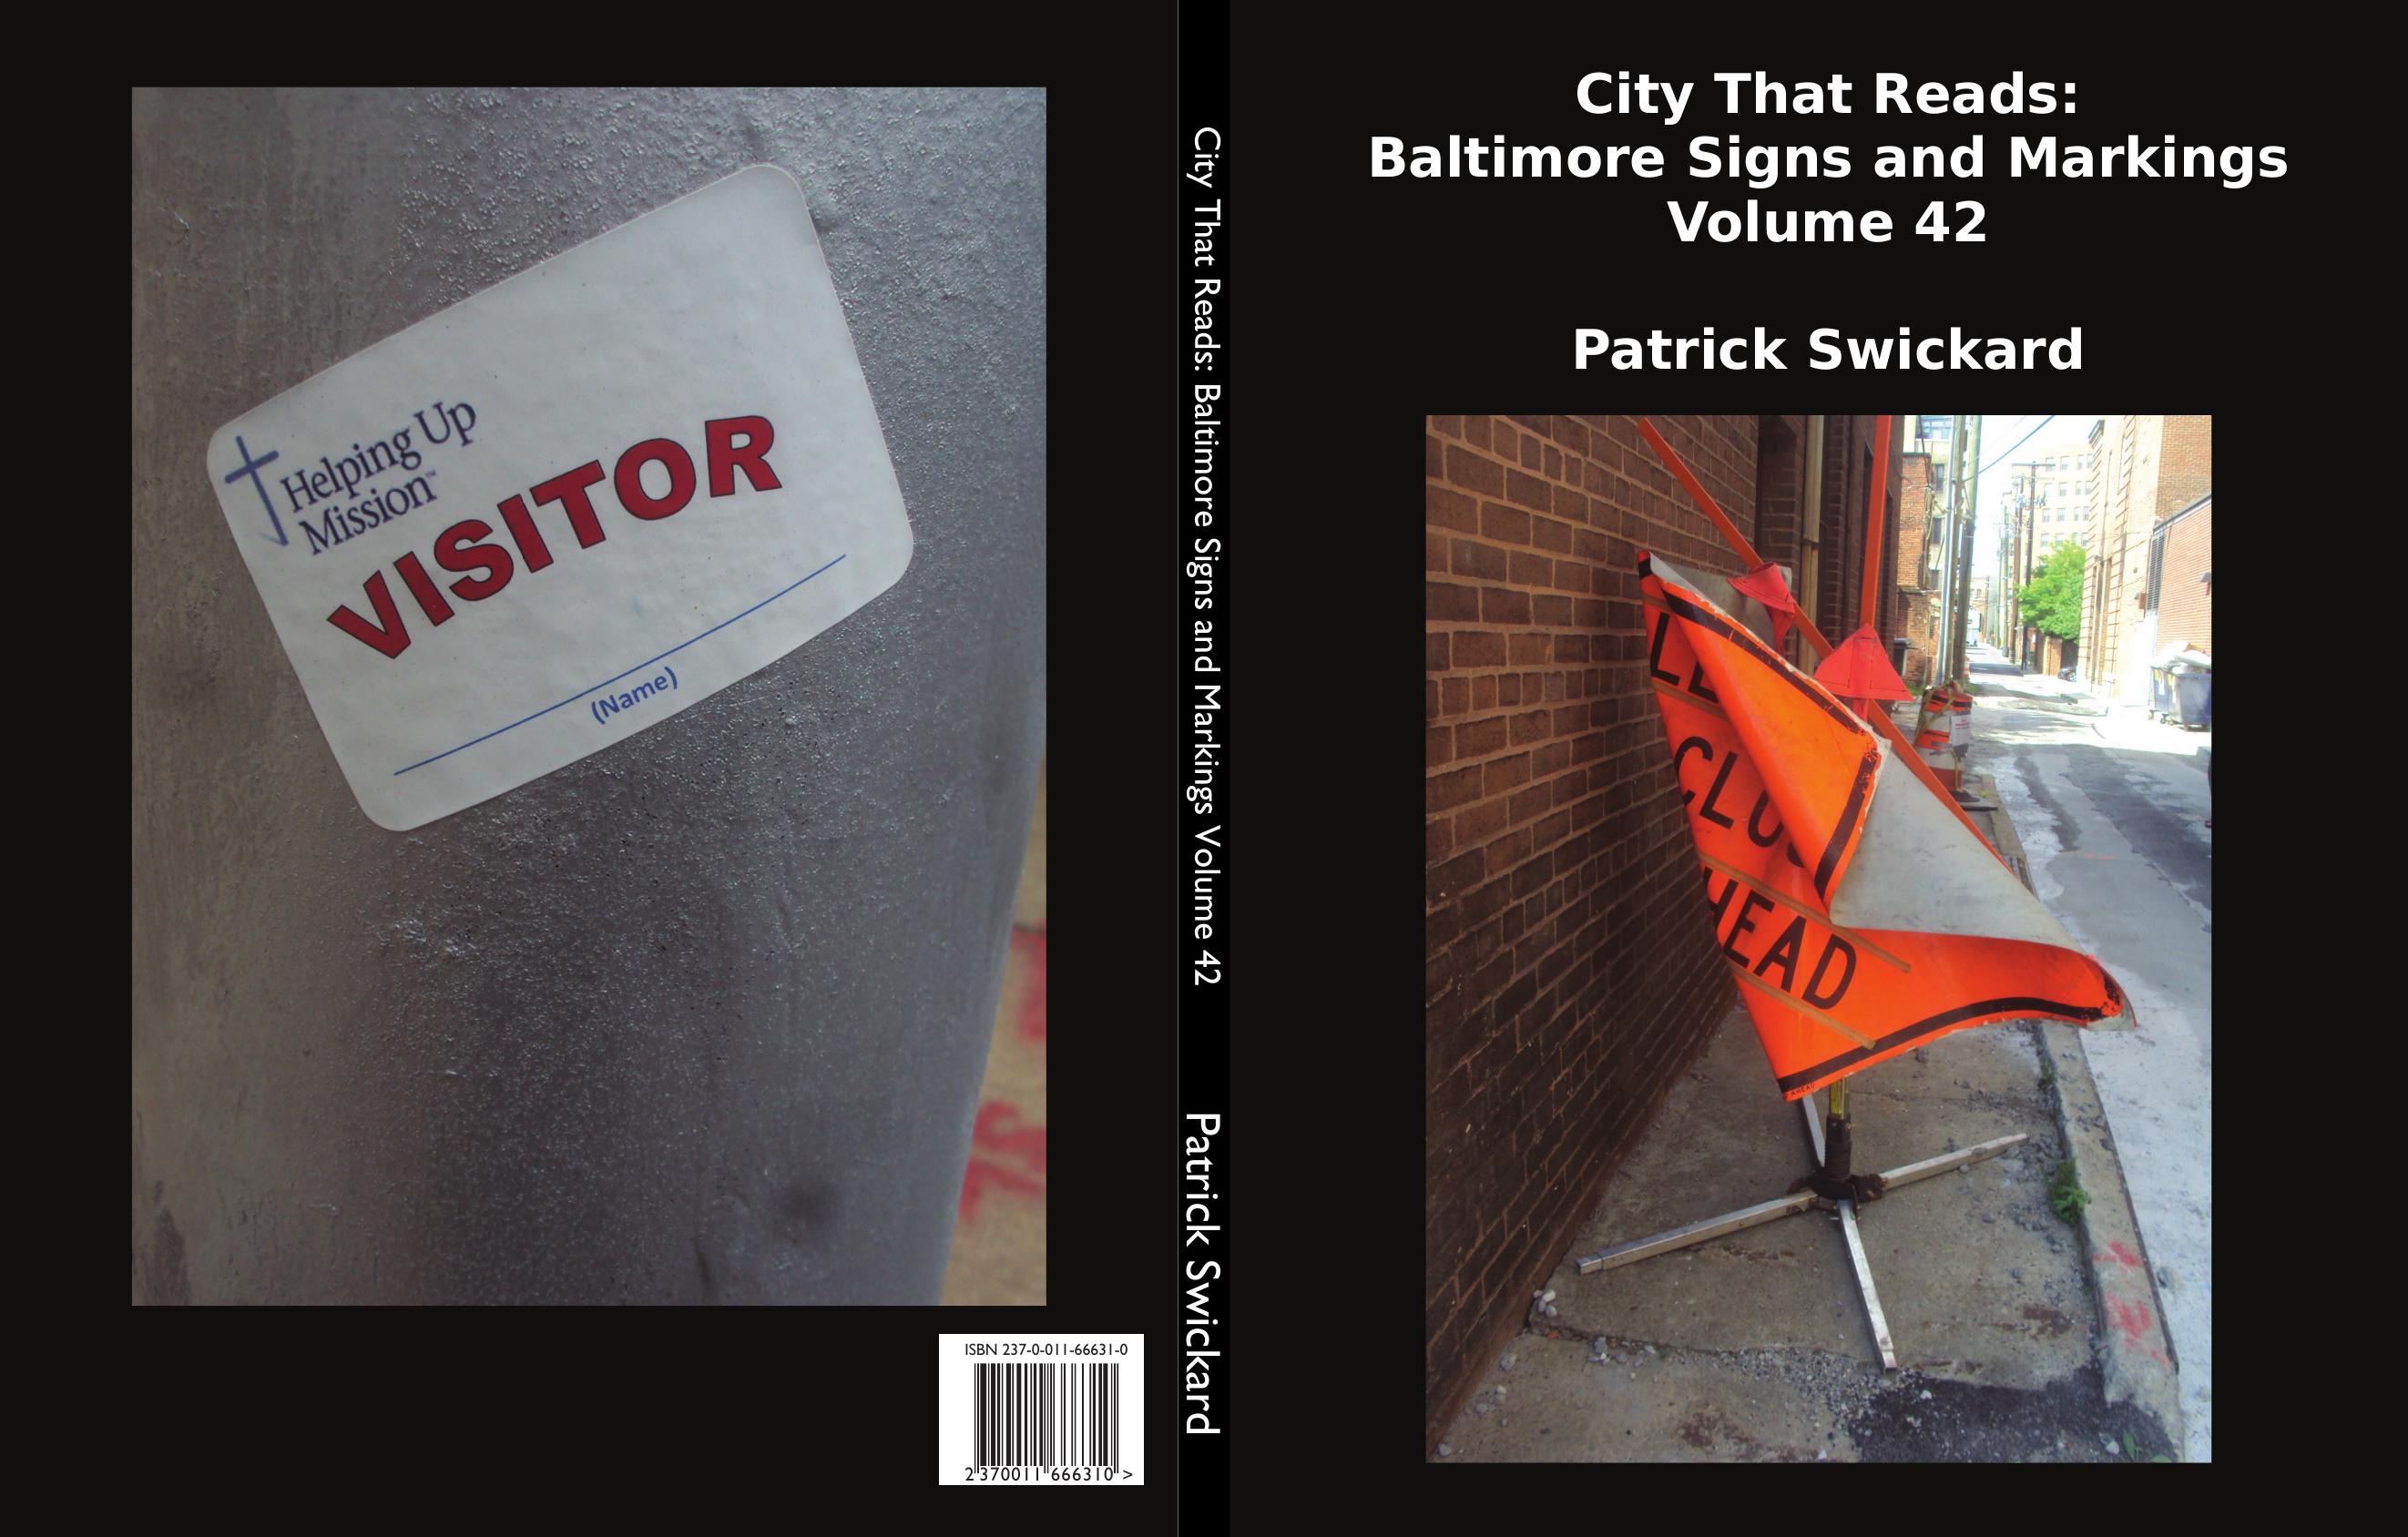 Helping Up
Mission™
VISITOR
(Name)
ISBN 237-0-011-66631-0
2 370011 666310 >
City That Reads: Baltimore Signs and Markings Volume 42
Patrick Swickard
City That Reads:
Baltimore Signs and Markings
Volume 42
Patrick Swickard
CLO
HEAD